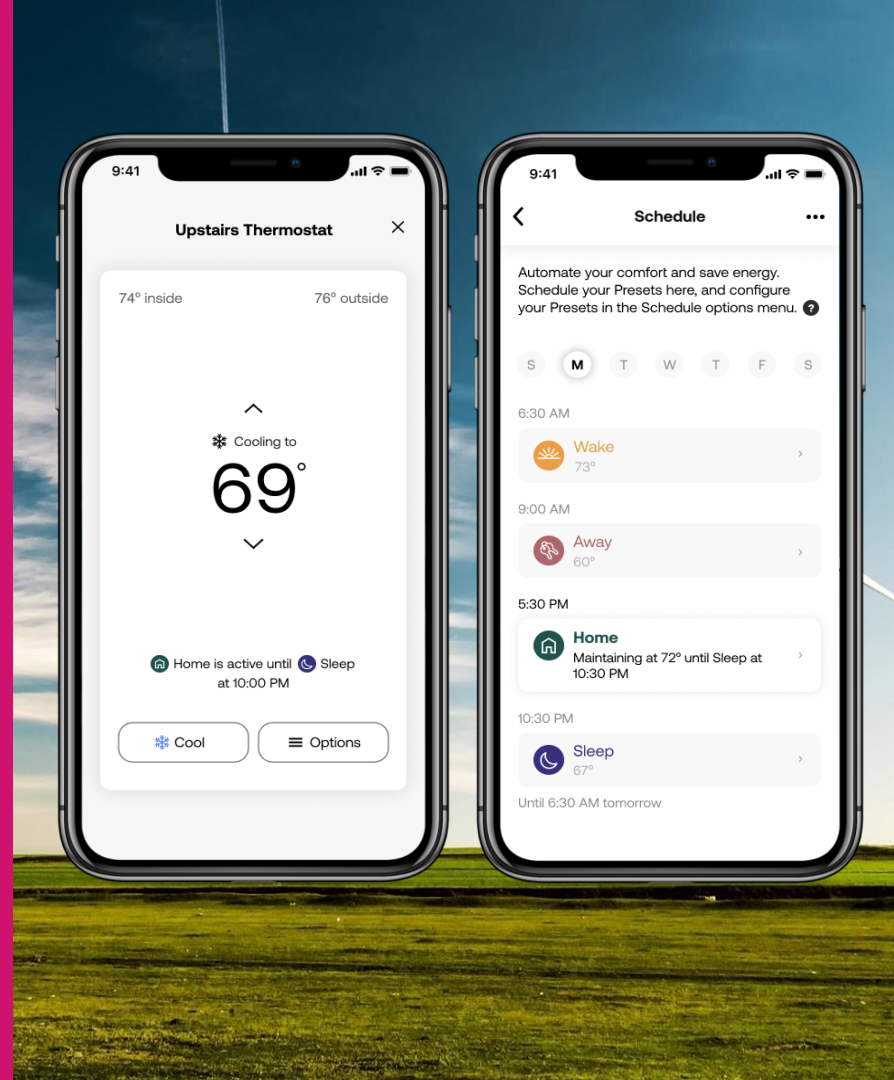 9:41
Upstairs Thermostat
74° inside 76° outside
Cooling to
69°
Home is active until Sleep
at 10:00 PM
Cool Options
9:41
Schedule
Automate your comfort and save energy.
Schedule your Presets here, and configure
your Presets in the Schedule options menu. ?
S M T W T F S
6:30 AM
Wake
73°
9:00 AM
Away
60°
5:30 PM
Home
Maintaining at 72° until Sleep at
10:30 PM
10:30 PM
Sleep
67°
Until 6:30 AM tomorrow